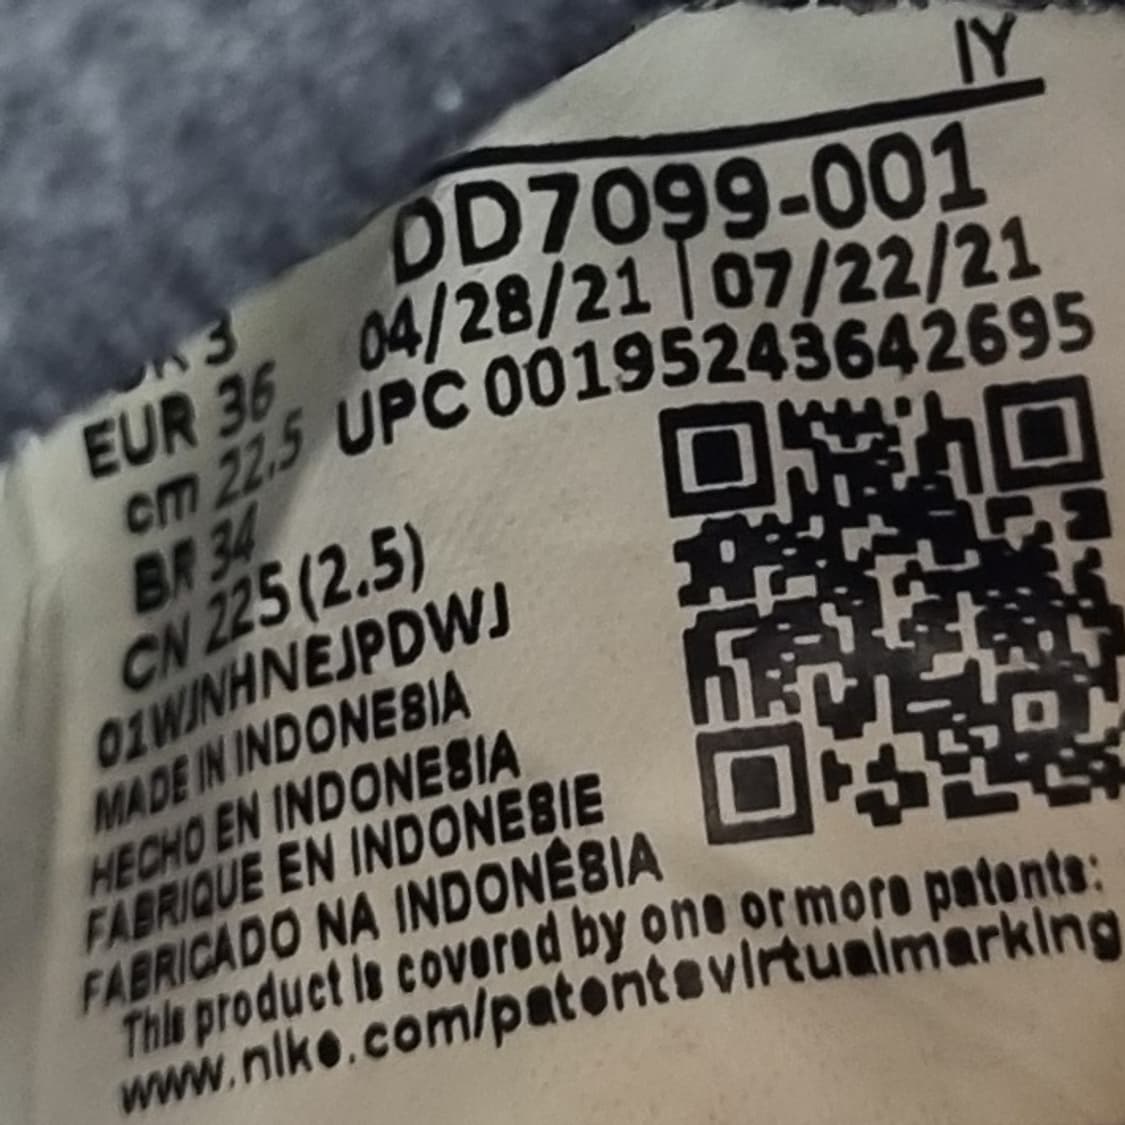 IY
DD7099-001
04/28/21 | 07/22/21
UPC 00195243642695
3
EUR 36
cm 22.5
BR 34
CN 225 (2.5)
01WJNHNEJPDWJ
MADE IN INDONESIA
HECHO EN INDONESIA
FABRIQUE EN INDONESIE
FABRICADO NA INDONÊSIA
This product is covered by one or more patents:
www.nike.com/patentsvirtualmarking